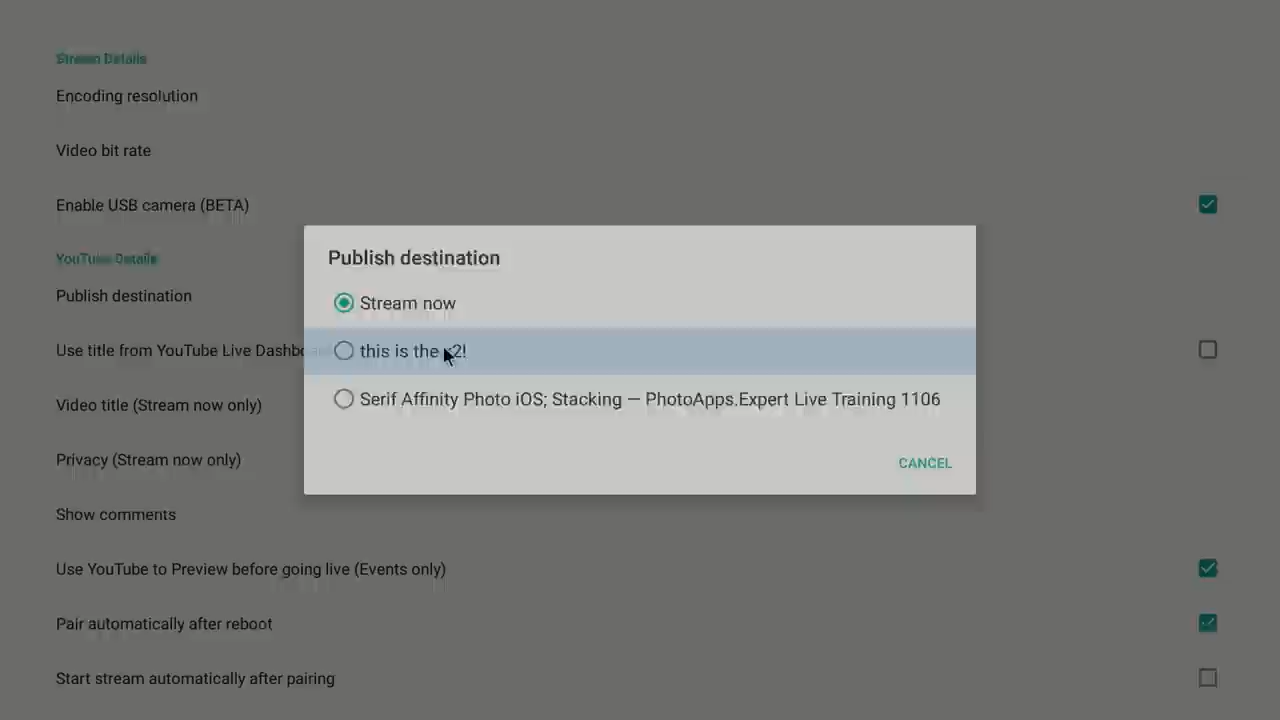 Stream Details
Encoding resolution
Video bit rate
Enable USB camera (BETA)
YouTube Details
Publish destination
Use title from YouTube Live
Video title (Stream now only)
Privacy (Stream now only)
Show comments
Use YouTube to Preview before going live (Events only)
Pair automatically after reboot
Start stream automatically after pairing
Publish destination
Stream now
this is the
Serif Affinity Photo iOS; Stacking — PhotoApps.Expert Live Training 1106
CANCEL